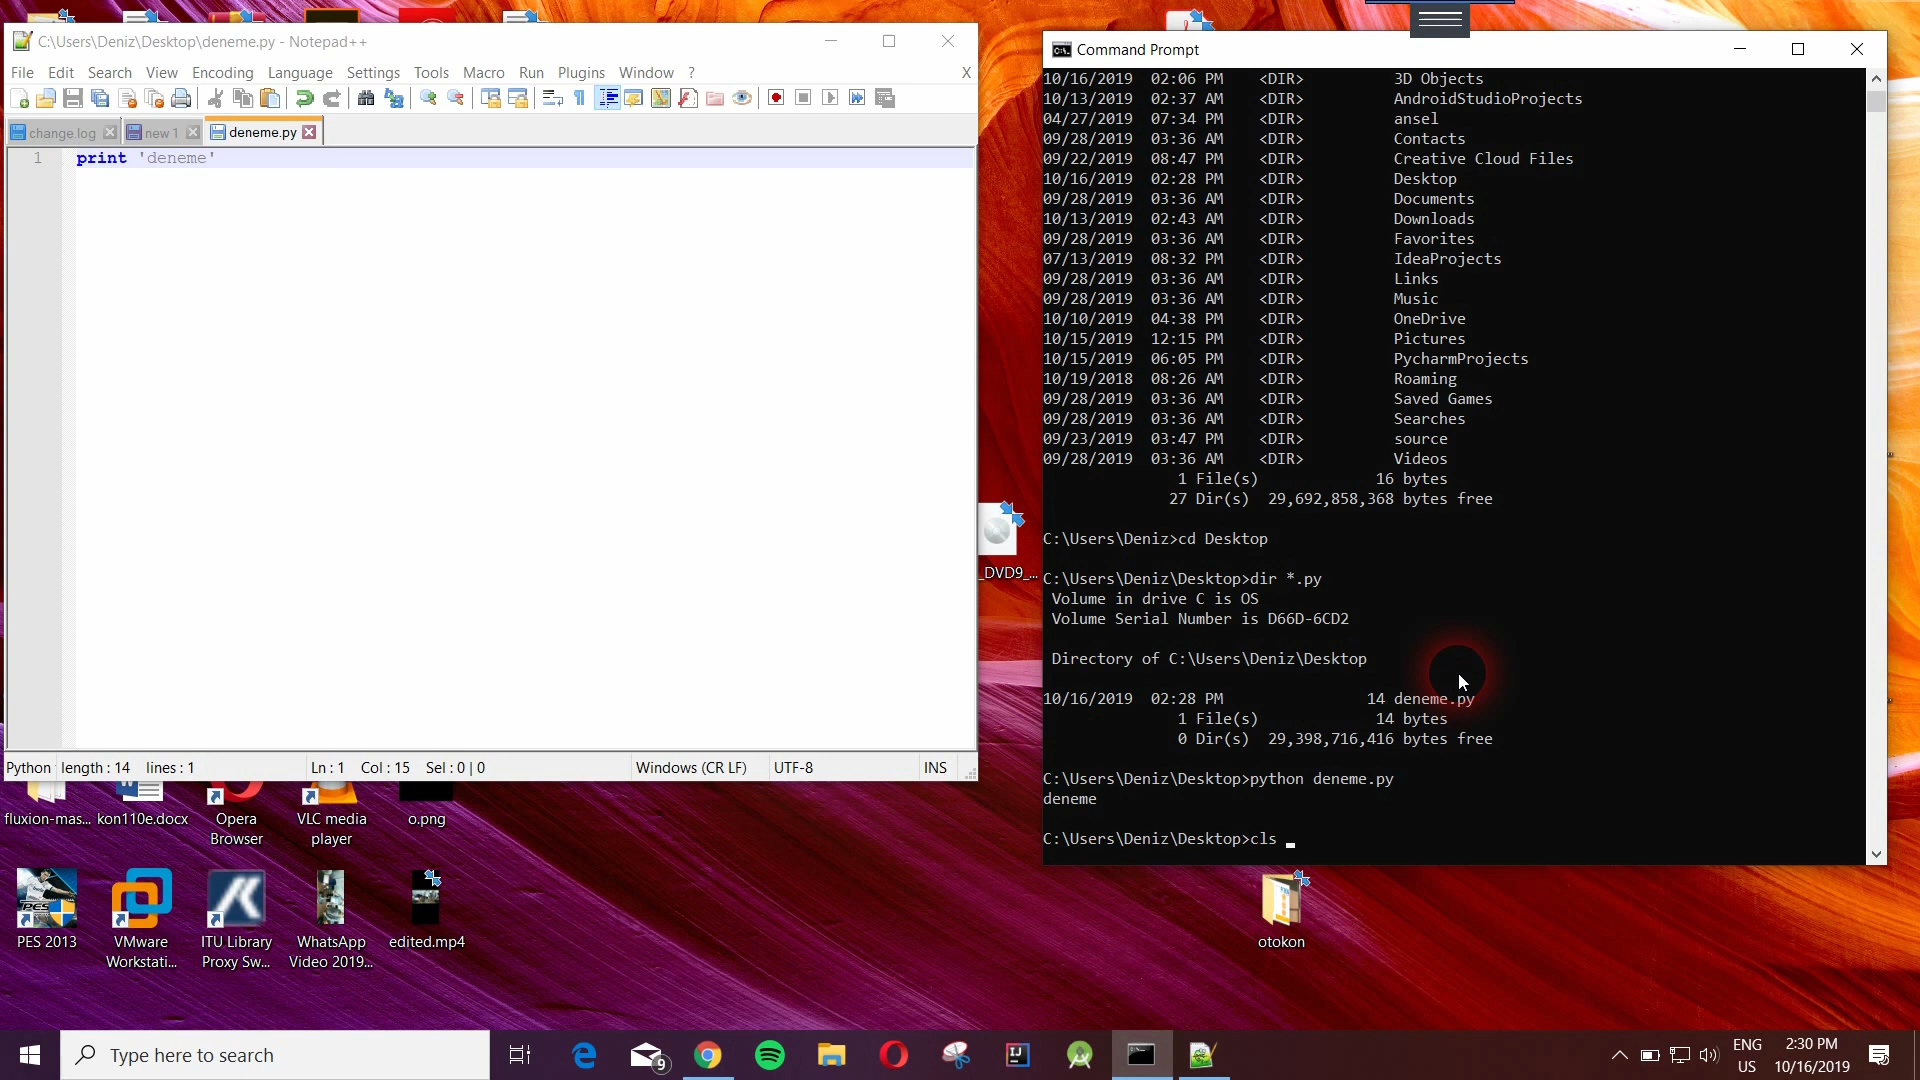 C:\Users\Deniz\Desktop\deneme.py - Notepad++
File Edit Search View Encoding Language Settings Tools Macro Run Plugins Window ? X
change.log new 1 deneme.py
1 print 'deneme'
Python length : 14 lines : 1 Ln : 1 Col : 15 Sel : 0 | 0 Windows (CR LF) UTF-8 INS
Command Prompt
10/16/2019 02:06 PM <DIR> 3D Objects
10/13/2019 02:37 AM <DIR> AndroidStudioProjects
04/27/2019 07:34 PM <DIR> ansel
09/28/2019 03:36 AM <DIR> Contacts
09/22/2019 08:47 PM <DIR> Creative Cloud Files
10/16/2019 02:28 PM <DIR> Desktop
09/28/2019 03:36 AM <DIR> Documents
10/13/2019 02:43 AM <DIR> Downloads
09/28/2019 03:36 AM <DIR> Favorites
07/13/2019 08:32 PM <DIR> IdeaProjects
09/28/2019 03:36 AM <DIR> Links
09/28/2019 03:36 AM <DIR> Music
10/10/2019 04:38 PM <DIR> OneDrive
10/15/2019 12:15 PM <DIR> Pictures
10/15/2019 06:05 PM <DIR> PycharmProjects
10/19/2018 08:26 AM <DIR> Roaming
09/28/2019 03:36 AM <DIR> Saved Games
09/28/2019 03:36 AM <DIR> Searches
09/23/2019 03:47 PM <DIR> source
09/28/2019 03:36 AM <DIR> Videos
1 File(s) 16 bytes
27 Dir(s) 29,692,858,368 bytes free
C:\Users\Deniz>cd Desktop
C:\Users\Deniz\Desktop>dir *.py
Volume in drive C is OS
Volume Serial Number is D66D-6CD2
Directory of C:\Users\Deniz\Desktop
10/16/2019 02:28 PM 14 deneme.py
1 File(s) 14 bytes
0 Dir(s) 29,398,716,416 bytes free
C:\Users\Deniz\Desktop>python deneme.py
deneme
C:\Users\Deniz\Desktop>cls
_DVD9_...
fluxion-mas... kon110e.docx Opera Browser VLC media player o.png
PES 2013 VMware Workstati... ITU Library Proxy Sw... WhatsApp Video 2019... edited.mp4
otokon
Type here to search
9
ENG
US
2:30 PM
10/16/2019